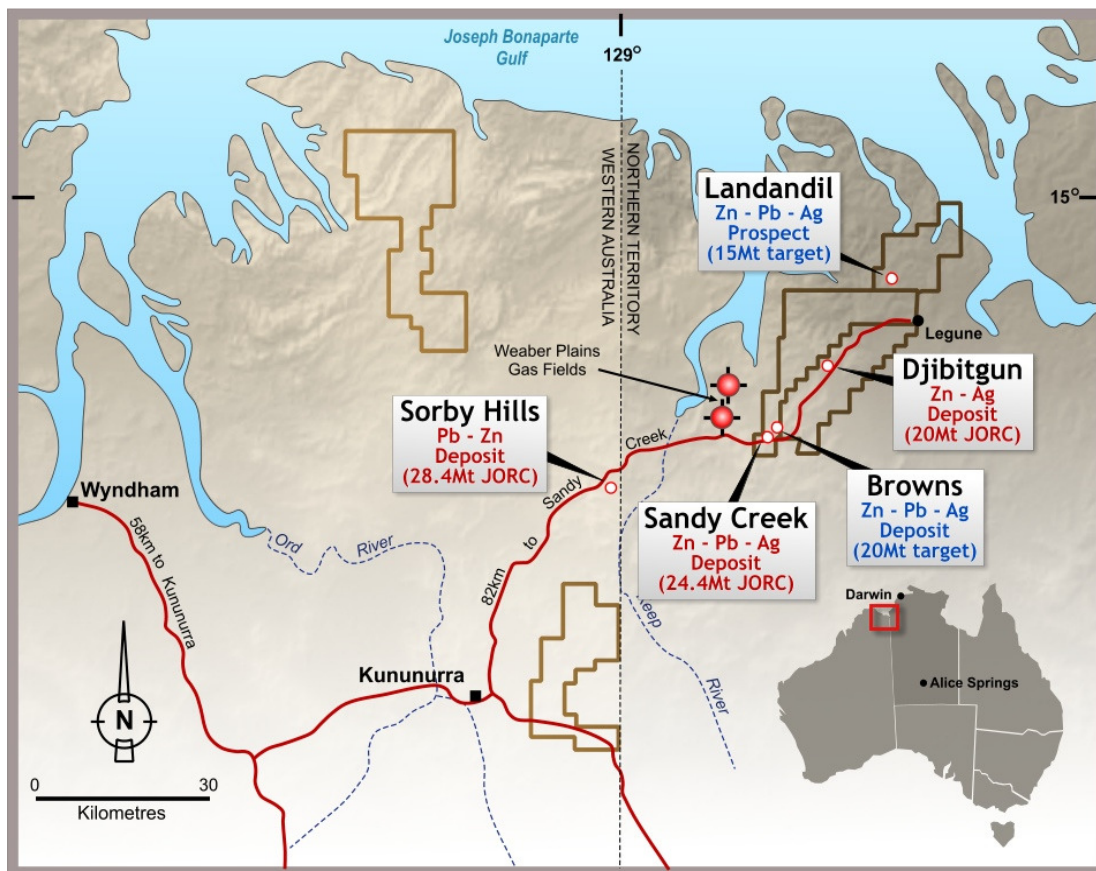 Joseph Bonaparte
Gulf
129°
15°
NORTHERN TERRITORY
WESTERN AUSTRALIA
Landandil
Zn - Pb - Ag
Prospect
(15Mt target)
Legune
Weaber Plains
Gas Fields
Djibitgun
Zn - Ag
Deposit
(20Mt JORC)
Sorby Hills
Pb - Zn
Deposit
(28.4Mt JORC)
82km to Sandy Creek
Browns
Zn - Pb - Ag
Deposit
(20Mt target)
Sandy Creek
Zn - Pb - Ag
Deposit
(24.4Mt JORC)
Wyndham
58km to Kununurra
Ord River
Keep River
Kununurra
Darwin
Alice Springs
N
0 30
Kilometres